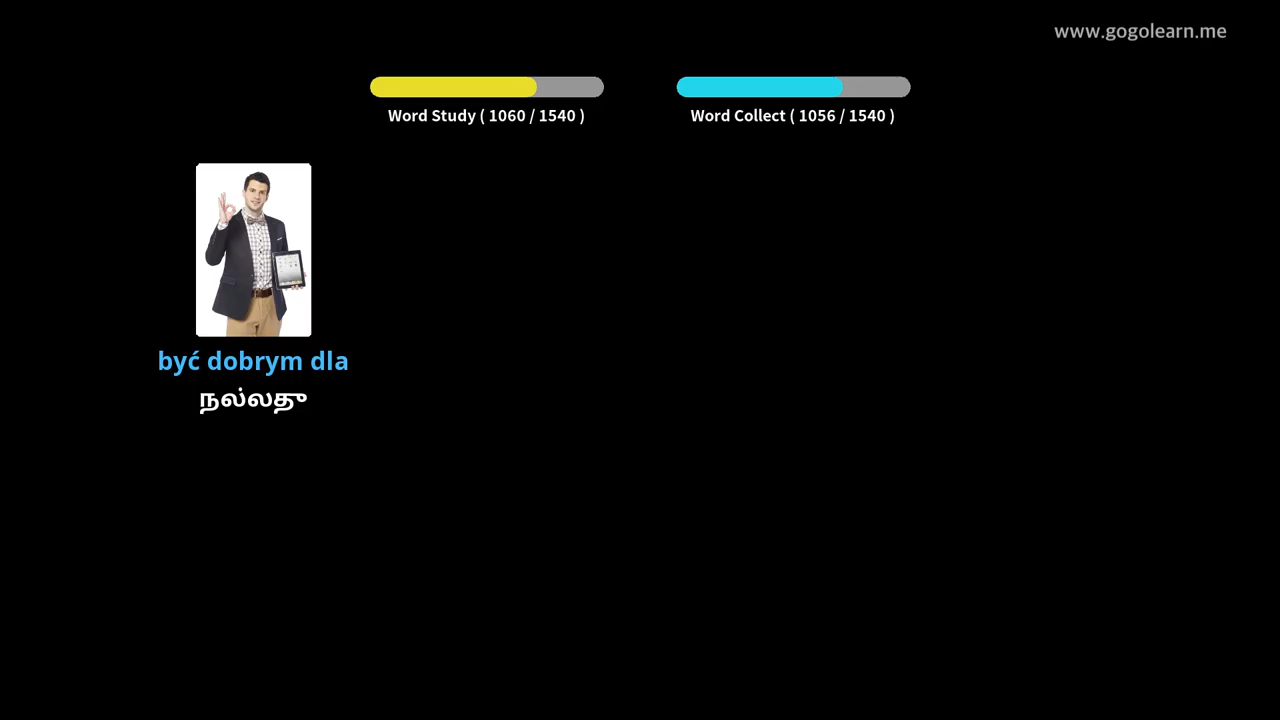 www.gogolearn.me
Word Study ( 1060 / 1540 )
Word Collect ( 1056 / 1540 )
być dobrym dla
நல்லது